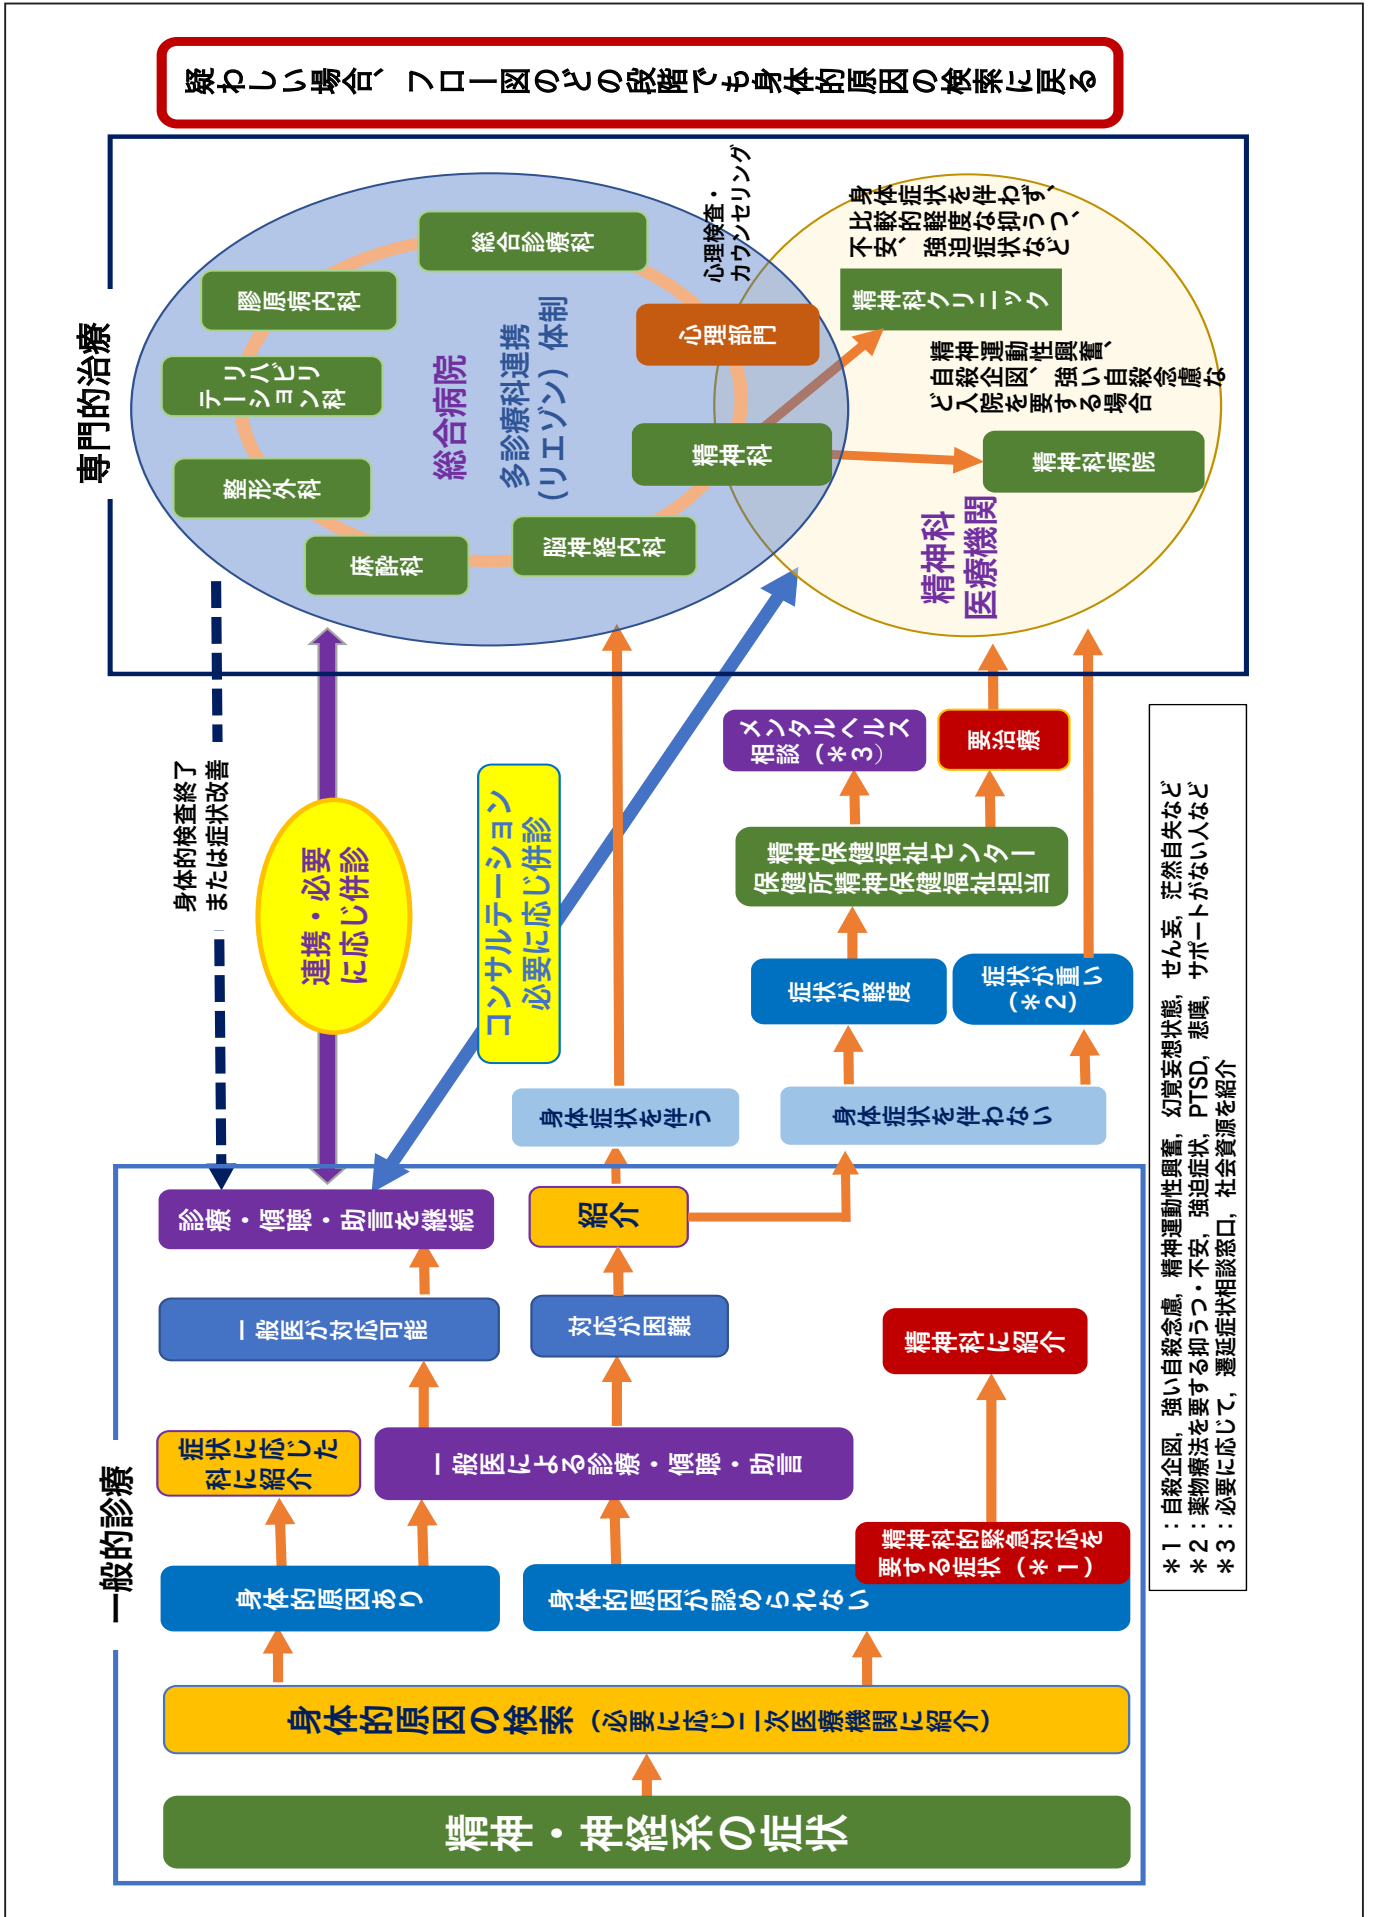 一般的診療
精神・神経系の症状
身体的原因の検索（必要に応じ二次医療機関に紹介）
身体的原因あり
身体的原因が認められない
精神科的緊急対応を
要する症状（＊１）
症状に応じた
科に紹介
一般医による診療・傾聴・助言
精神科に紹介
一般医が対応可能
対応が困難
診療・傾聴・助言を継続
紹介
身体症状を伴う
身体症状を伴わない
症状が軽度
症状が重い
（＊２）
精神保健福祉センター
保健所精神保健福祉担当
メンタルヘルス
相談（＊３）
要治療
身体的検査終了
または症状改善
連携・必要
に応じ併診
コンサルテーション
必要に応じ併診
専門的治療
総合病院
多診療科連携
（リエゾン）体制
麻酔科
整形外科
リハビリ
テーション科
膠原病内科
総合診療科
心理部門
精神科
脳神経内科
心理検査・
カウンセリング
精神科
医療機関
精神科病院
精神運動性興奮、
自殺企図、強い自殺念慮な
ど入院を要する場合
精神科クリニック
身体症状を伴わず、
比較的軽度な抑うつ、
不安、強迫症状など
疑わしい場合、フロー図のどの段階でも身体的原因の検索に戻る
＊１：自殺企図，強い自殺念慮，精神運動性興奮，幻覚妄想状態，せん妄，茫然自失など
＊２：薬物療法を要する抑うつ・不安，強迫症状，PTSD，悲嘆，サポートがない人など
＊３：必要に応じて，遷延症状相談窓口，社会資源を紹介